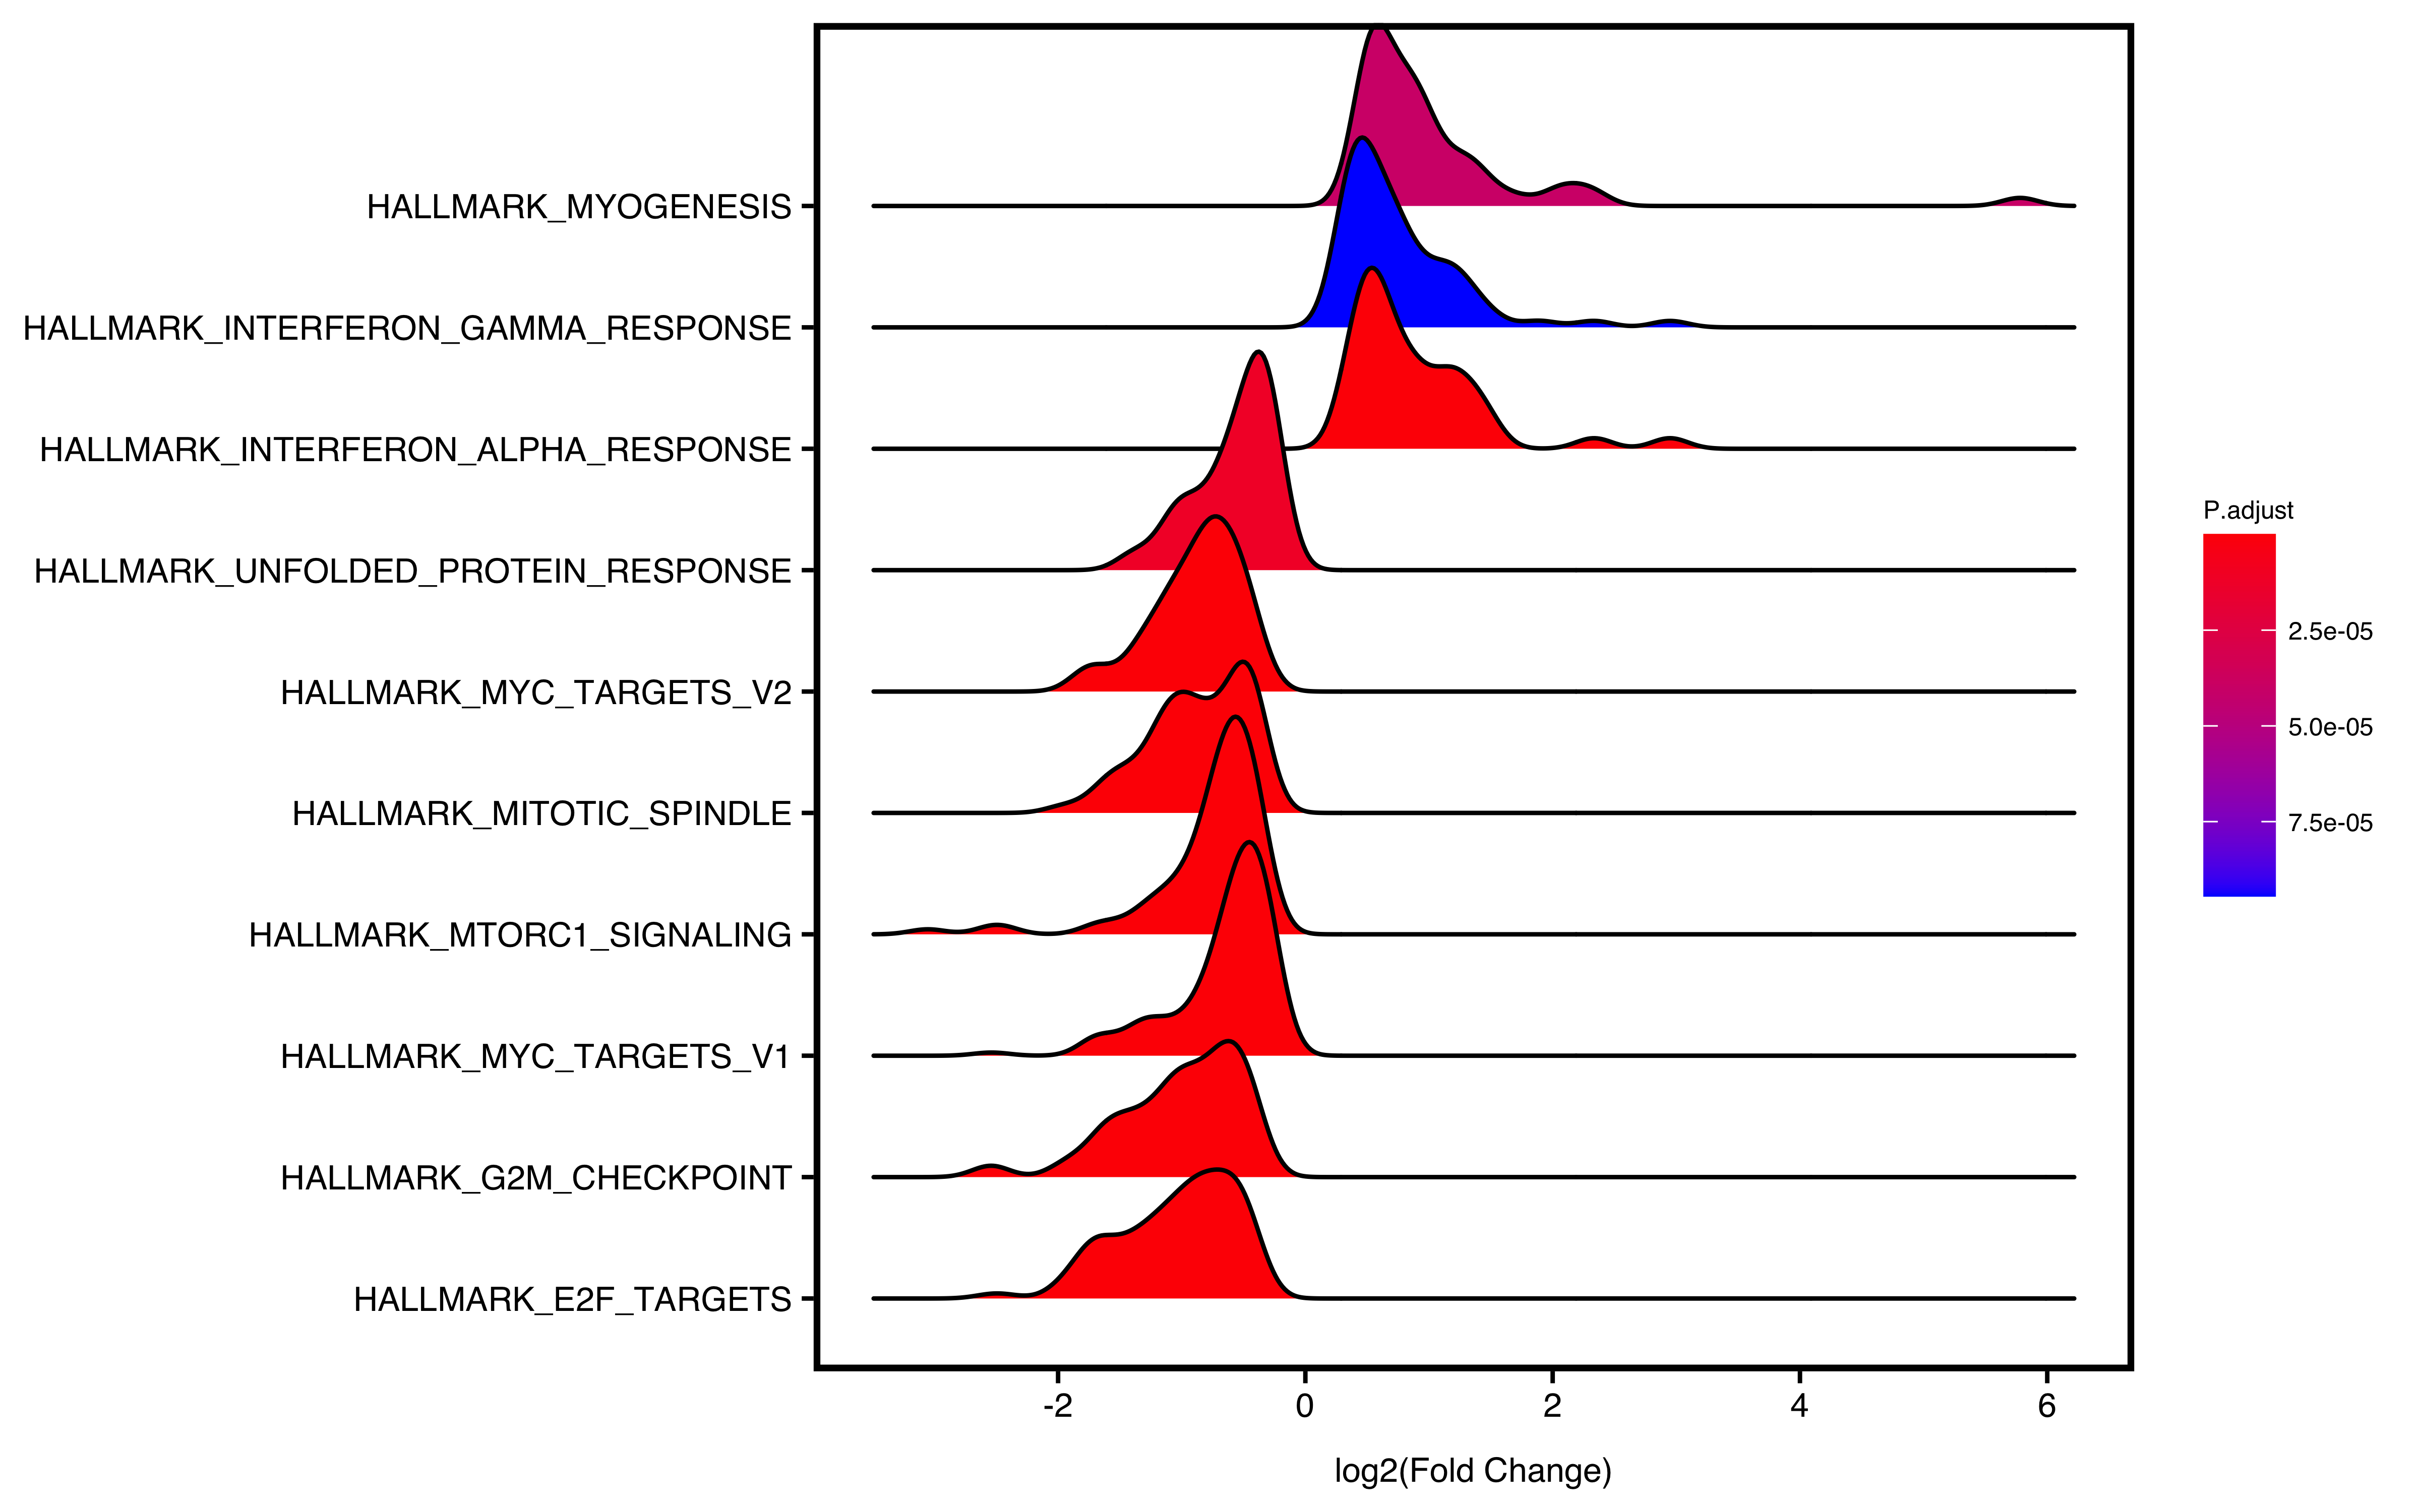 HALLMARK_MYOGENESIS
HALLMARK_INTERFERON_GAMMA_RESPONSE
HALLMARK_INTERFERON_ALPHA_RESPONSE
HALLMARK_UNFOLDED_PROTEIN_RESPONSE
HALLMARK_MYC_TARGETS_V2
HALLMARK_MITOTIC_SPINDLE
HALLMARK_MTORC1_SIGNALING
HALLMARK_MYC_TARGETS_V1
HALLMARK_G2M_CHECKPOINT
HALLMARK_E2F_TARGETS
-2 0 2 4 6
log2(Fold Change)
P.adjust
2.5e-05
5.0e-05
7.5e-05